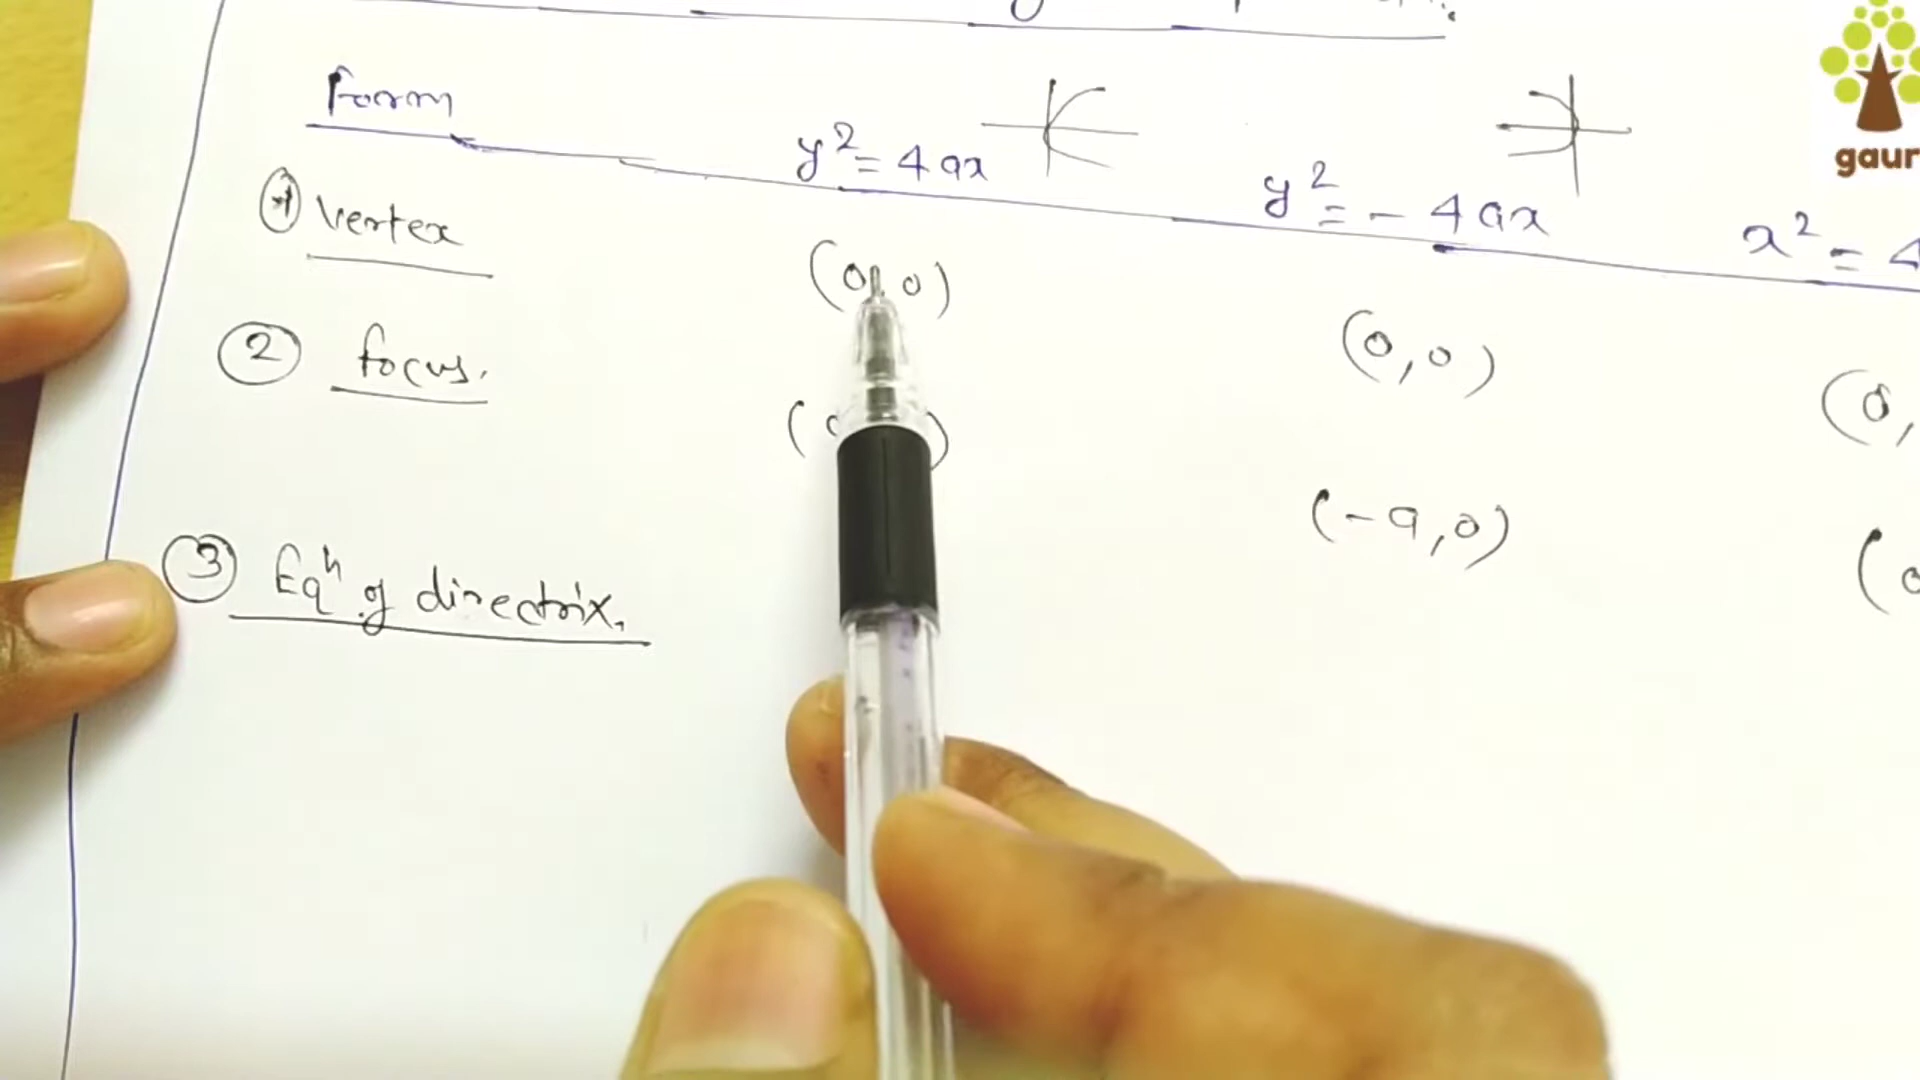 Form y² = 4ax y² = - 4ax x² = 4
① Vertex (0,0) (0,0) (0,
② focus. ( ) (-a,0) (0
③ Eqⁿ of directrix.
gaur